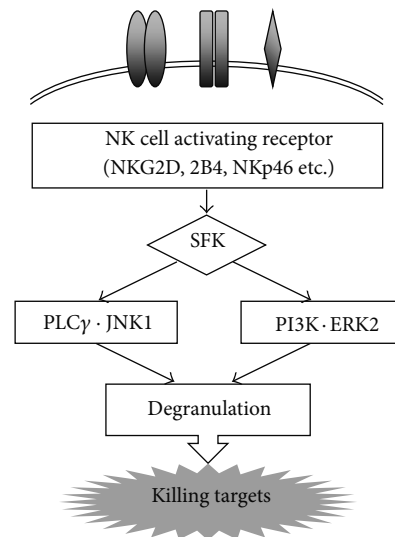 NK cell activating receptor
(NKG2D, 2B4, NKp46 etc.)
SFK
PLCγ · JNK1
PI3K · ERK2
Degranulation
Killing targets